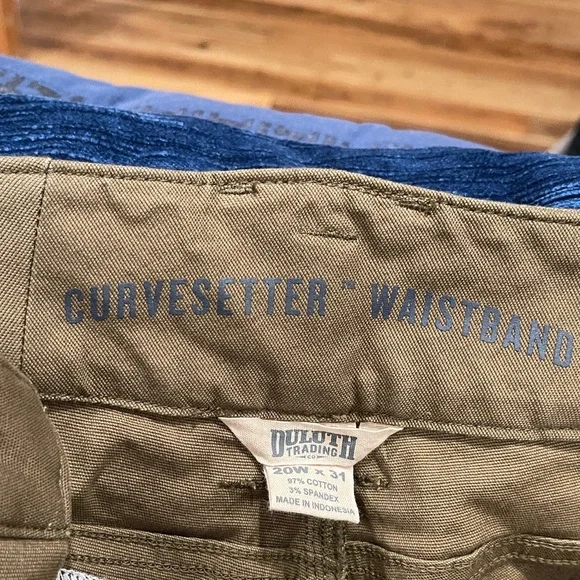 CURVESETTER™ WAISTBAND
DULUTH
TRADING
CO
20W X 31
97% COTTON
3% SPANDEX
MADE IN INDONESIA